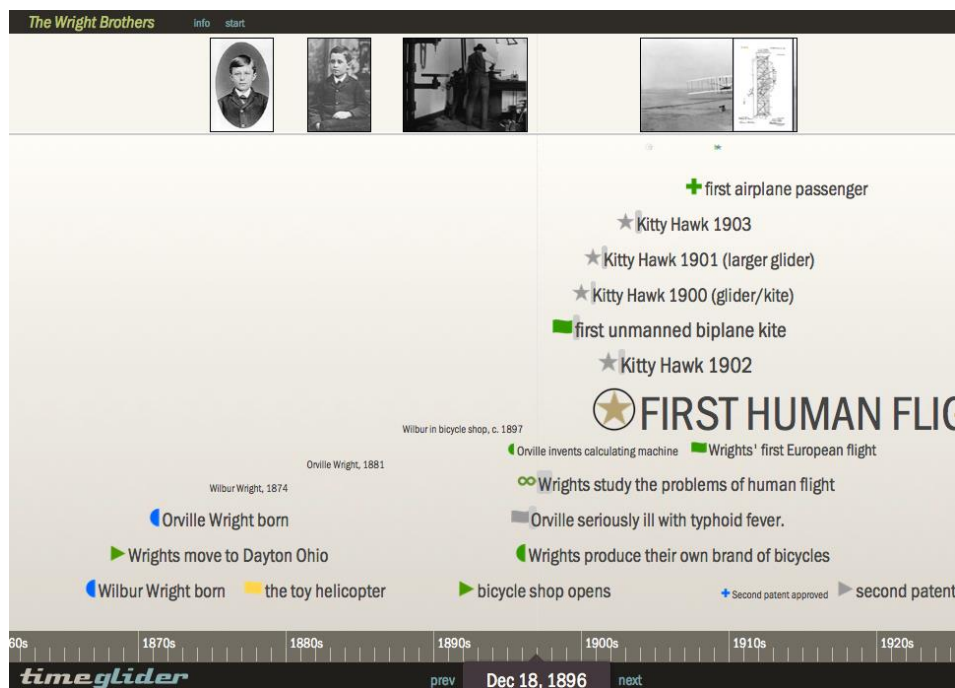 The Wright Brothers info start
first airplane passenger
Kitty Hawk 1903
Kitty Hawk 1901 (larger glider)
Kitty Hawk 1900 (glider/kite)
first unmanned biplane kite
Kitty Hawk 1902
FIRST HUMAN FLIG
Wilbur in bicycle shop, c. 1897
Orville invents calculating machine Wrights' first European flight
Orville Wright, 1881
Wilbur Wright, 1874 Wrights study the problems of human flight
Orville Wright born Orville seriously ill with typhoid fever.
Wrights move to Dayton Ohio Wrights produce their own brand of bicycles
Wilbur Wright born the toy helicopter bicycle shop opens Second patent approved second patent
60s 1870s 1880s 1890s 1900s 1910s 1920s
timeglider prev Dec 18, 1896 next